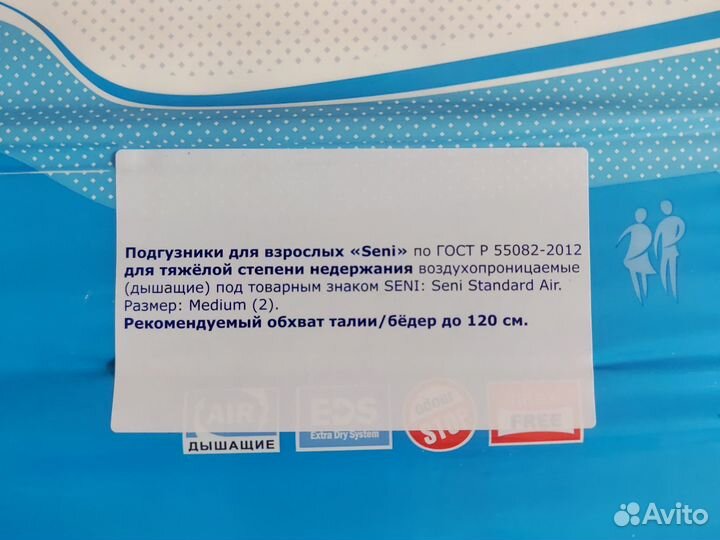 Подгузники для взрослых «Seni» по ГОСТ Р 55082-2012
для тяжёлой степени недержания воздухопроницаемые
(дышащие) под товарным знаком SENI: Seni Standard Air.
Размер: Medium (2).
Рекомендуемый обхват талии/бёдер до 120 см.
AIR EDS STOP FREE
ДЫШАЩИЕ Extra Dry System
Avito